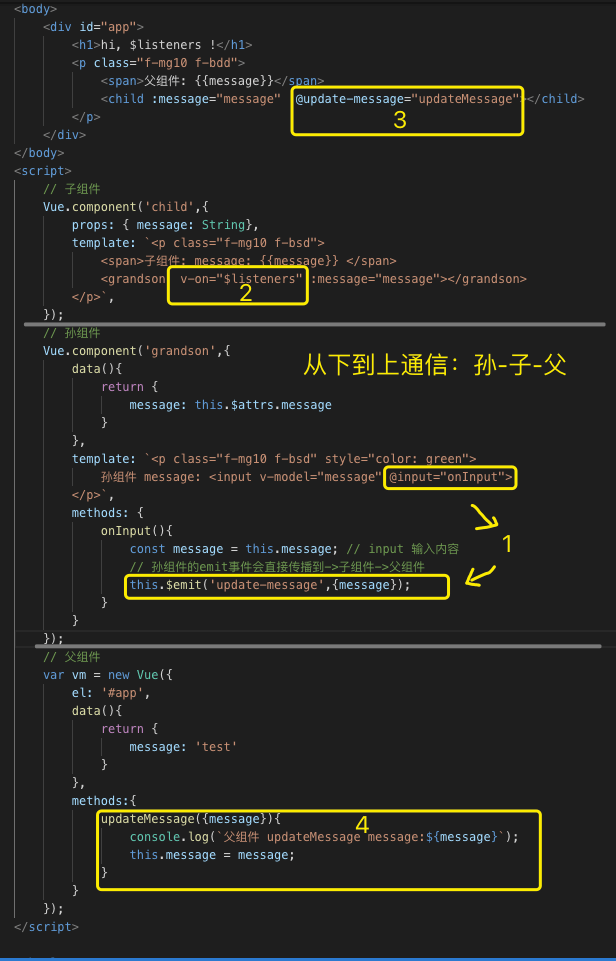 <body>
<div id="app">
<h1>hi, $listeners !</h1>
<p class="f-mg10 f-bdd">
<span>父组件: {{message}}</span>
<child :message="message" @update-message="updateMessage"></child>
3
</p>
</div>
</body>
<script>
// 子组件
Vue.component('child',{
props: { message: String},
template: `<p class="f-mg10 f-bsd">
<span>子组件: message: {{message}} </span>
<grandson v-on="$listeners" :message="message"></grandson>
2
</p>`,
});
// 孙组件
Vue.component('grandson',{
从下到上通信：孙-子-父
data(){
return {
message: this.$attrs.message
}
},
template: `<p class="f-mg10 f-bsd" style="color: green">
孙组件 message: <input v-model="message" @input="onInput">
</p>`,
methods: {
onInput(){
1
const message = this.message; // input 输入内容
// 孙组件的emit事件会直接传播到->子组件->父组件
this.$emit('update-message',{message});
}
}
});
// 父组件
var vm = new Vue({
el: '#app',
data(){
return {
message: 'test'
}
},
methods:{
updateMessage({message}){
4
console.log(`父组件 updateMessage message:${message}`);
this.message = message;
}
}
});
</script>